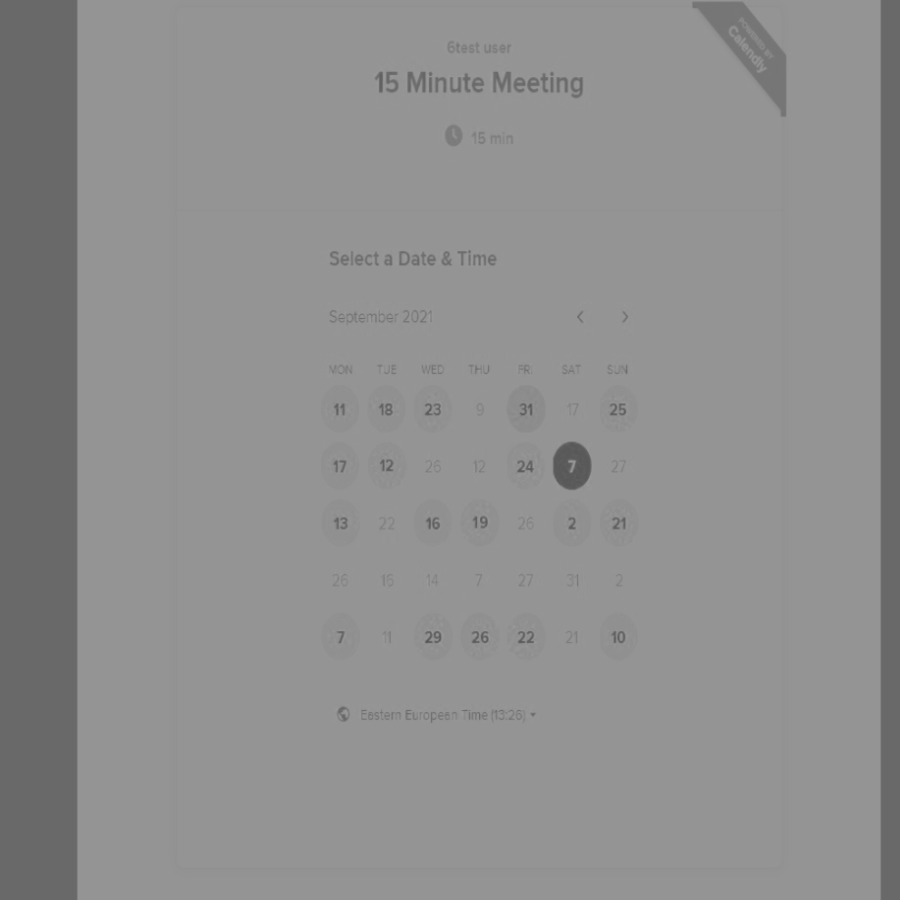 POWERED BY
Calendly
6test user
15 Minute Meeting
15 min
Select a Date & Time
September 2021
MON TUE WED THU FRI SAT SUN
11 18 23 9 31 17 25
17 12 26 12 24 7 27
13 22 16 19 26 2 21
26 16 14 7 27 31 2
7 11 29 26 22 21 10
Eastern European Time (13:26)